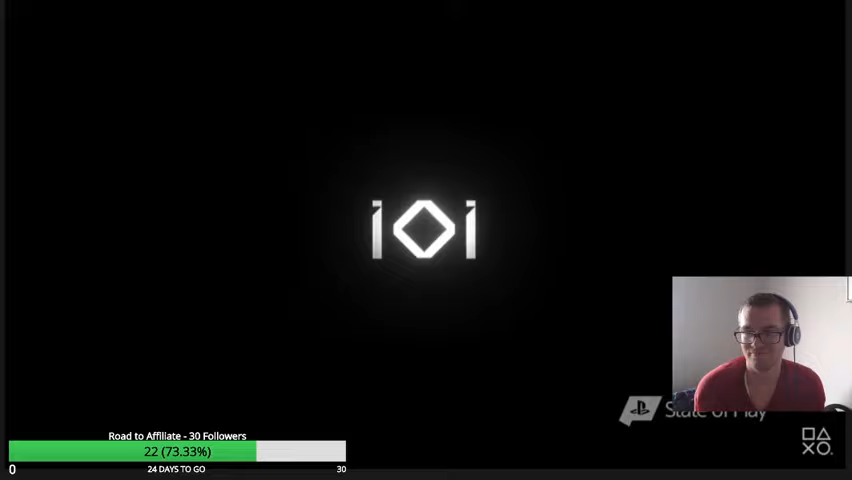 iOi
State of Play
Road to Affiliate - 30 Followers
22 (73.33%)
0
24 DAYS TO GO
30